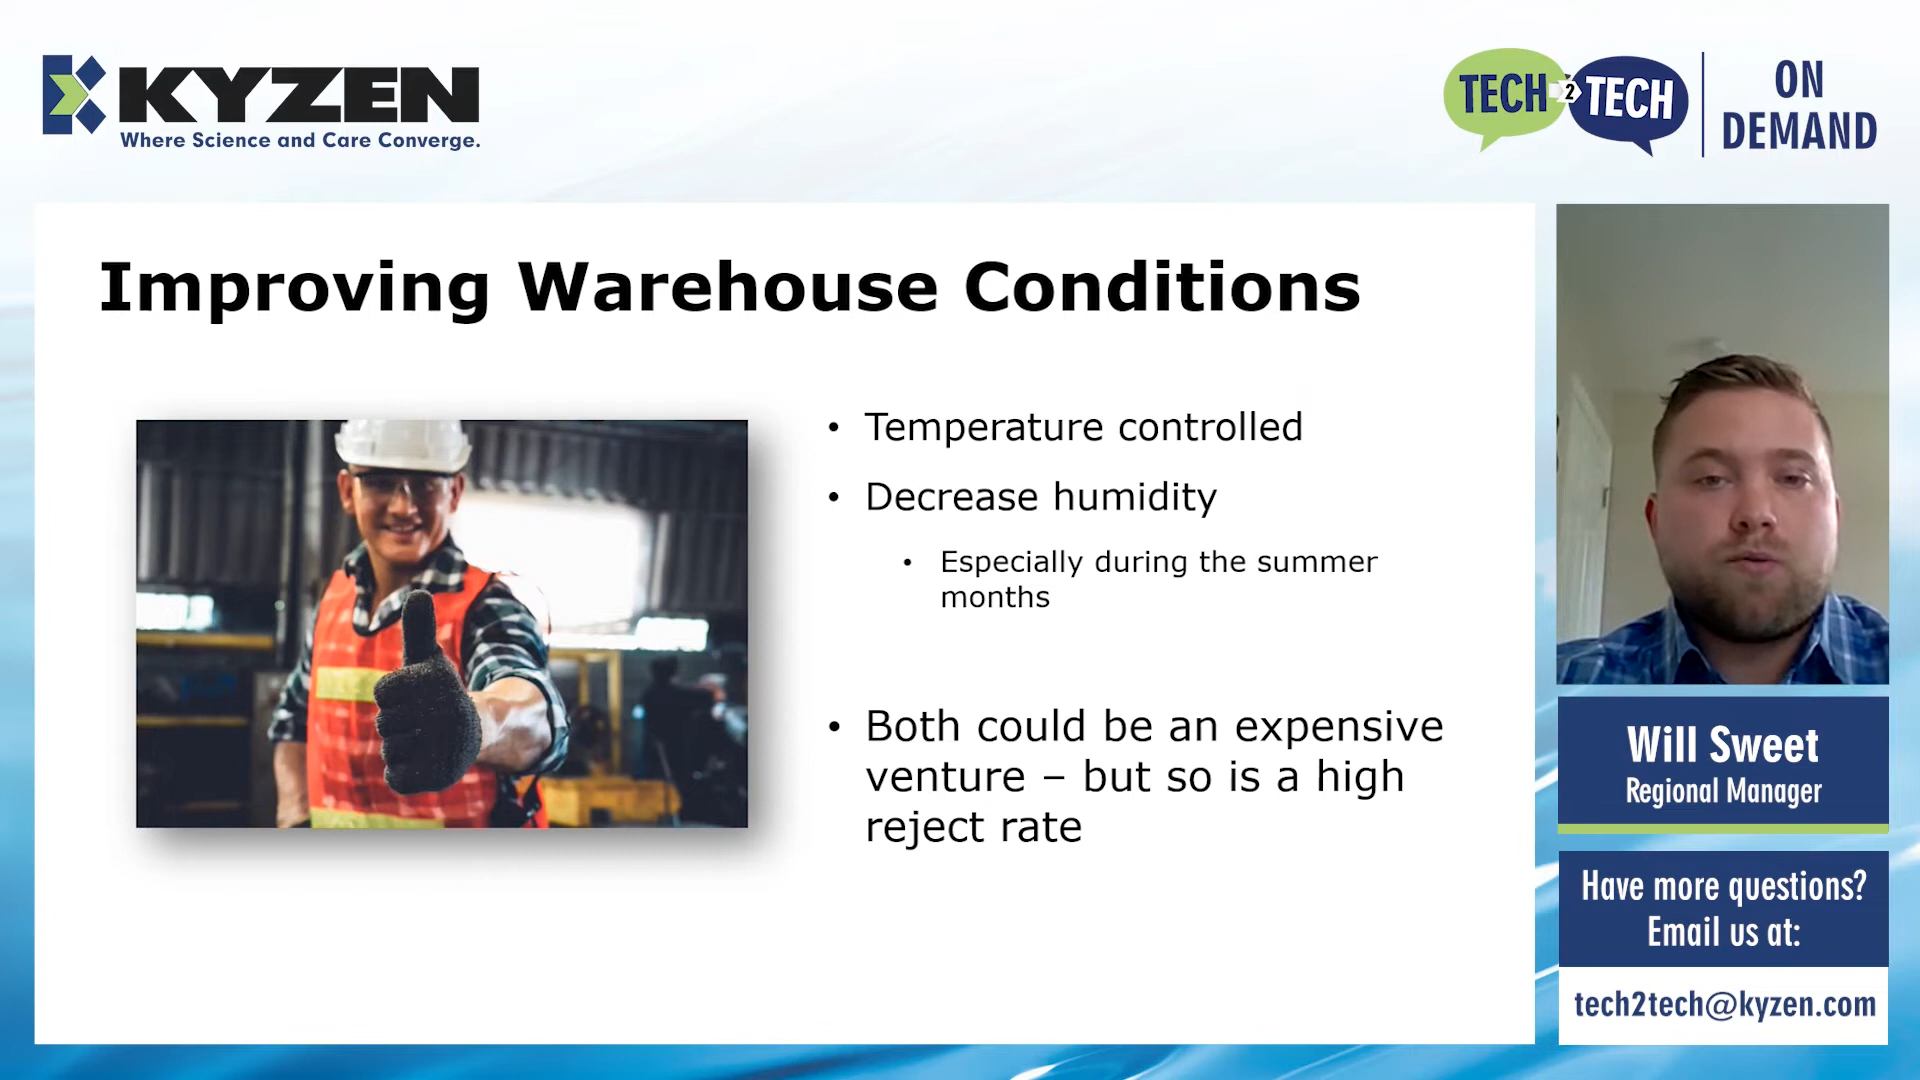 KYZEN
Where Science and Care Converge.
TECH 2 TECH
ON
DEMAND
Improving Warehouse Conditions
• Temperature controlled
• Decrease humidity
• Especially during the summer
months
• Both could be an expensive
venture – but so is a high
reject rate
Will Sweet
Regional Manager
Have more questions?
Email us at:
tech2tech@kyzen.com